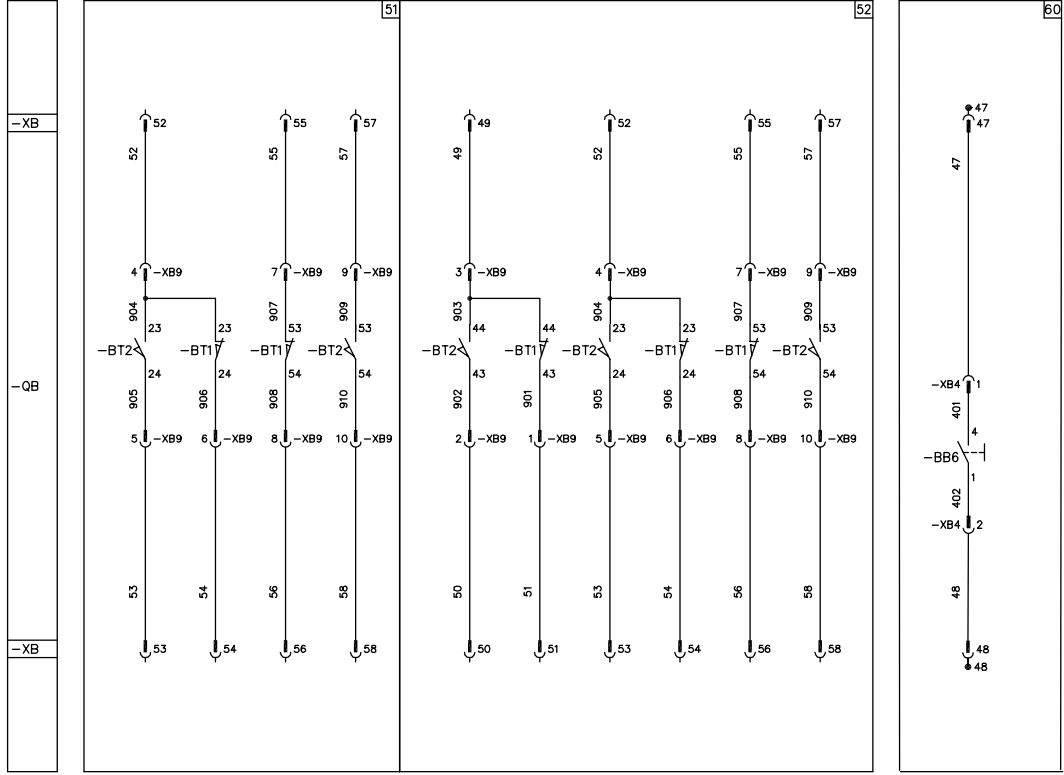 51
52
60
-XB
52
55
57
49
52
55
57
47
47
52
55
57
49
52
55
57
47
4 -XB9
7 -XB9
9 -XB9
3 -XB9
4 -XB9
7 -XB9
9 -XB9
904
907
909
903
904
907
909
23
23
53
53
44
44
23
23
53
53
-BT2
-BT1
-BT1
-BT2
-BT2
-BT1
-BT2
-BT1
-BT1
-BT2
24
24
54
54
43
43
24
24
54
54
-QB
-XB4 1
905
906
908
910
902
901
905
906
908
910
401
4
5 -XB9
6 -XB9
8 -XB9
10 -XB9
2 -XB9
1 -XB9
5 -XB9
6 -XB9
8 -XB9
10 -XB9
-BB6
1
402
-XB4 2
53
54
56
58
50
51
53
54
56
58
48
-XB
53
54
56
58
50
51
53
54
56
58
48
48